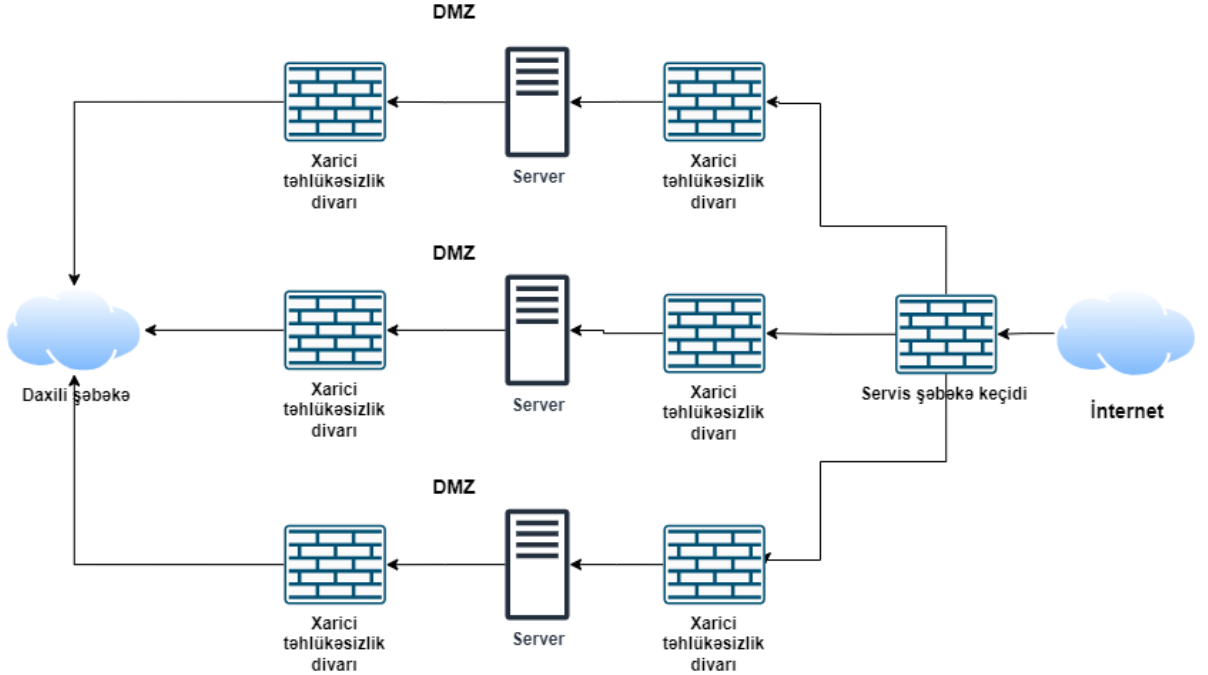 DMZ
Xarici
təhlükəsizlik
divarı
Server
Xarici
təhlükəsizlik
divarı
DMZ
Daxili şəbəkə
Xarici
təhlükəsizlik
divarı
Server
Xarici
təhlükəsizlik
divarı
Servis şəbəkə keçidi
İnternet
DMZ
Xarici
təhlükəsizlik
divarı
Server
Xarici
təhlükəsizlik
divarı